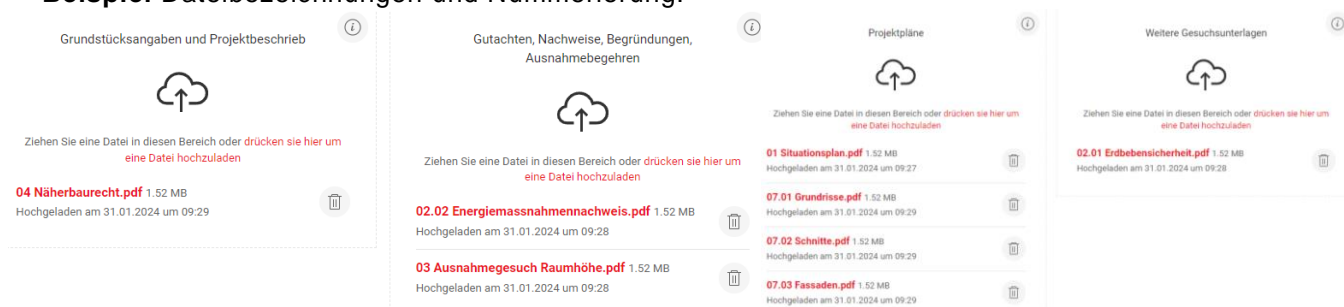 Beispiel Dateibezeichnungen und Nummerierung:
Grundstücksangaben und Projektbeschrieb
Ziehen Sie eine Datei in diesen Bereich oder drücken sie hier um
eine Datei hochzuladen
04 Näherbaurecht.pdf 1.52 MB
Hochgeladen am 31.01.2024 um 09:29
Gutachten, Nachweise, Begründungen,
Ausnahmebegehren
Ziehen Sie eine Datei in diesen Bereich oder drücken sie hier um
eine Datei hochzuladen
02.02 Energiemassnahmennachweis.pdf 1.52 MB
Hochgeladen am 31.01.2024 um 09:28
03 Ausnahmegesuch Raumhöhe.pdf 1.52 MB
Hochgeladen am 31.01.2024 um 09:28
Projektpläne
Ziehen Sie eine Datei in diesen Bereich oder drücken sie hier um
eine Datei hochzuladen
01 Situationsplan.pdf 1.52 MB
Hochgeladen am 31.01.2024 um 09:27
07.01 Grundrisse.pdf 1.52 MB
Hochgeladen am 31.01.2024 um 09:29
07.02 Schnitte.pdf 1.52 MB
Hochgeladen am 31.01.2024 um 09:29
07.03 Fassaden.pdf 1.52 MB
Hochgeladen am 31.01.2024 um 09:29
Weitere Gesuchsunterlagen
Ziehen Sie eine Datei in diesen Bereich oder drücken sie hier um
eine Datei hochzuladen
02.01 Erdbebensicherheit.pdf 1.52 MB
Hochgeladen am 31.01.2024 um 09:28